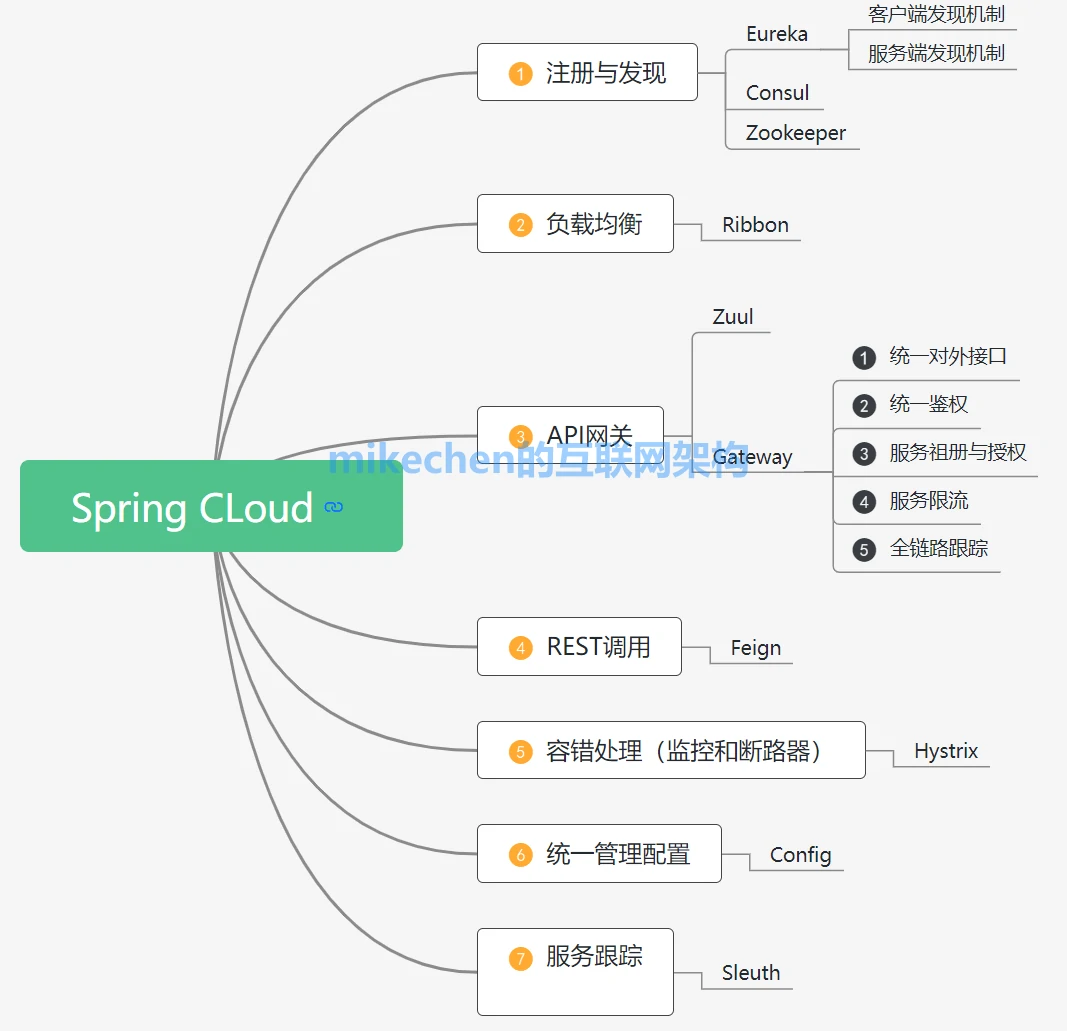 Spring CLoud
1 注册与发现
Eureka
客户端发现机制
服务端发现机制
Consul
Zookeeper
2 负载均衡
Ribbon
3 API网关
Zuul
Gateway
1 统一对外接口
2 统一鉴权
3 服务祖册与授权
4 服务限流
5 全链路跟踪
mikechen的互联网架构
4 REST调用
Feign
5 容错处理（监控和断路器）
Hystrix
6 统一管理配置
Config
7 服务跟踪
Sleuth